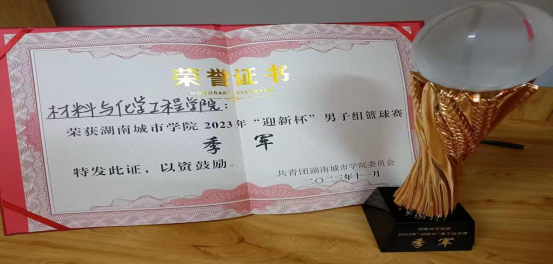 荣誉证书
材料与化学工程学院：
荣获湖南城市学院 2023年“迎新杯”男子组篮球赛
季军
特发此证，以资鼓励。
共青团湖南城市学院委员会
二〇二三年十一月
季军